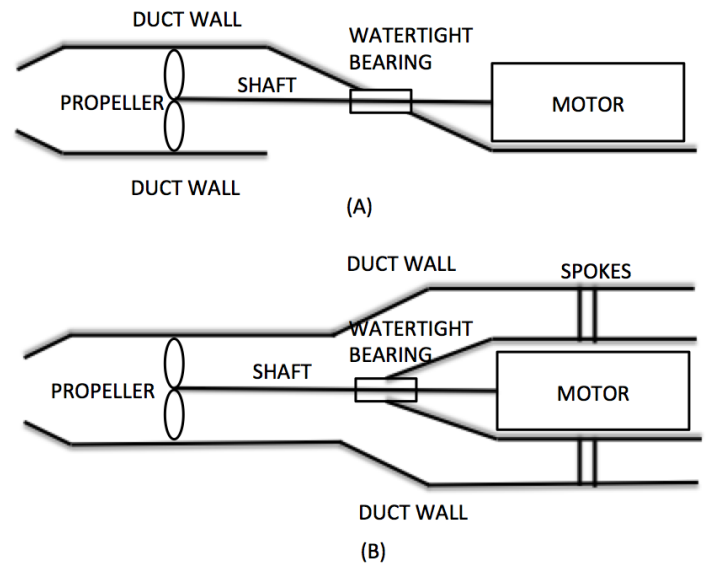 DUCT WALL
WATERTIGHT
BEARING
SHAFT
PROPELLER
MOTOR
DUCT WALL
(A)
DUCT WALL
SPOKES
WATERTIGHT
BEARING
SHAFT
PROPELLER
MOTOR
DUCT WALL
(B)